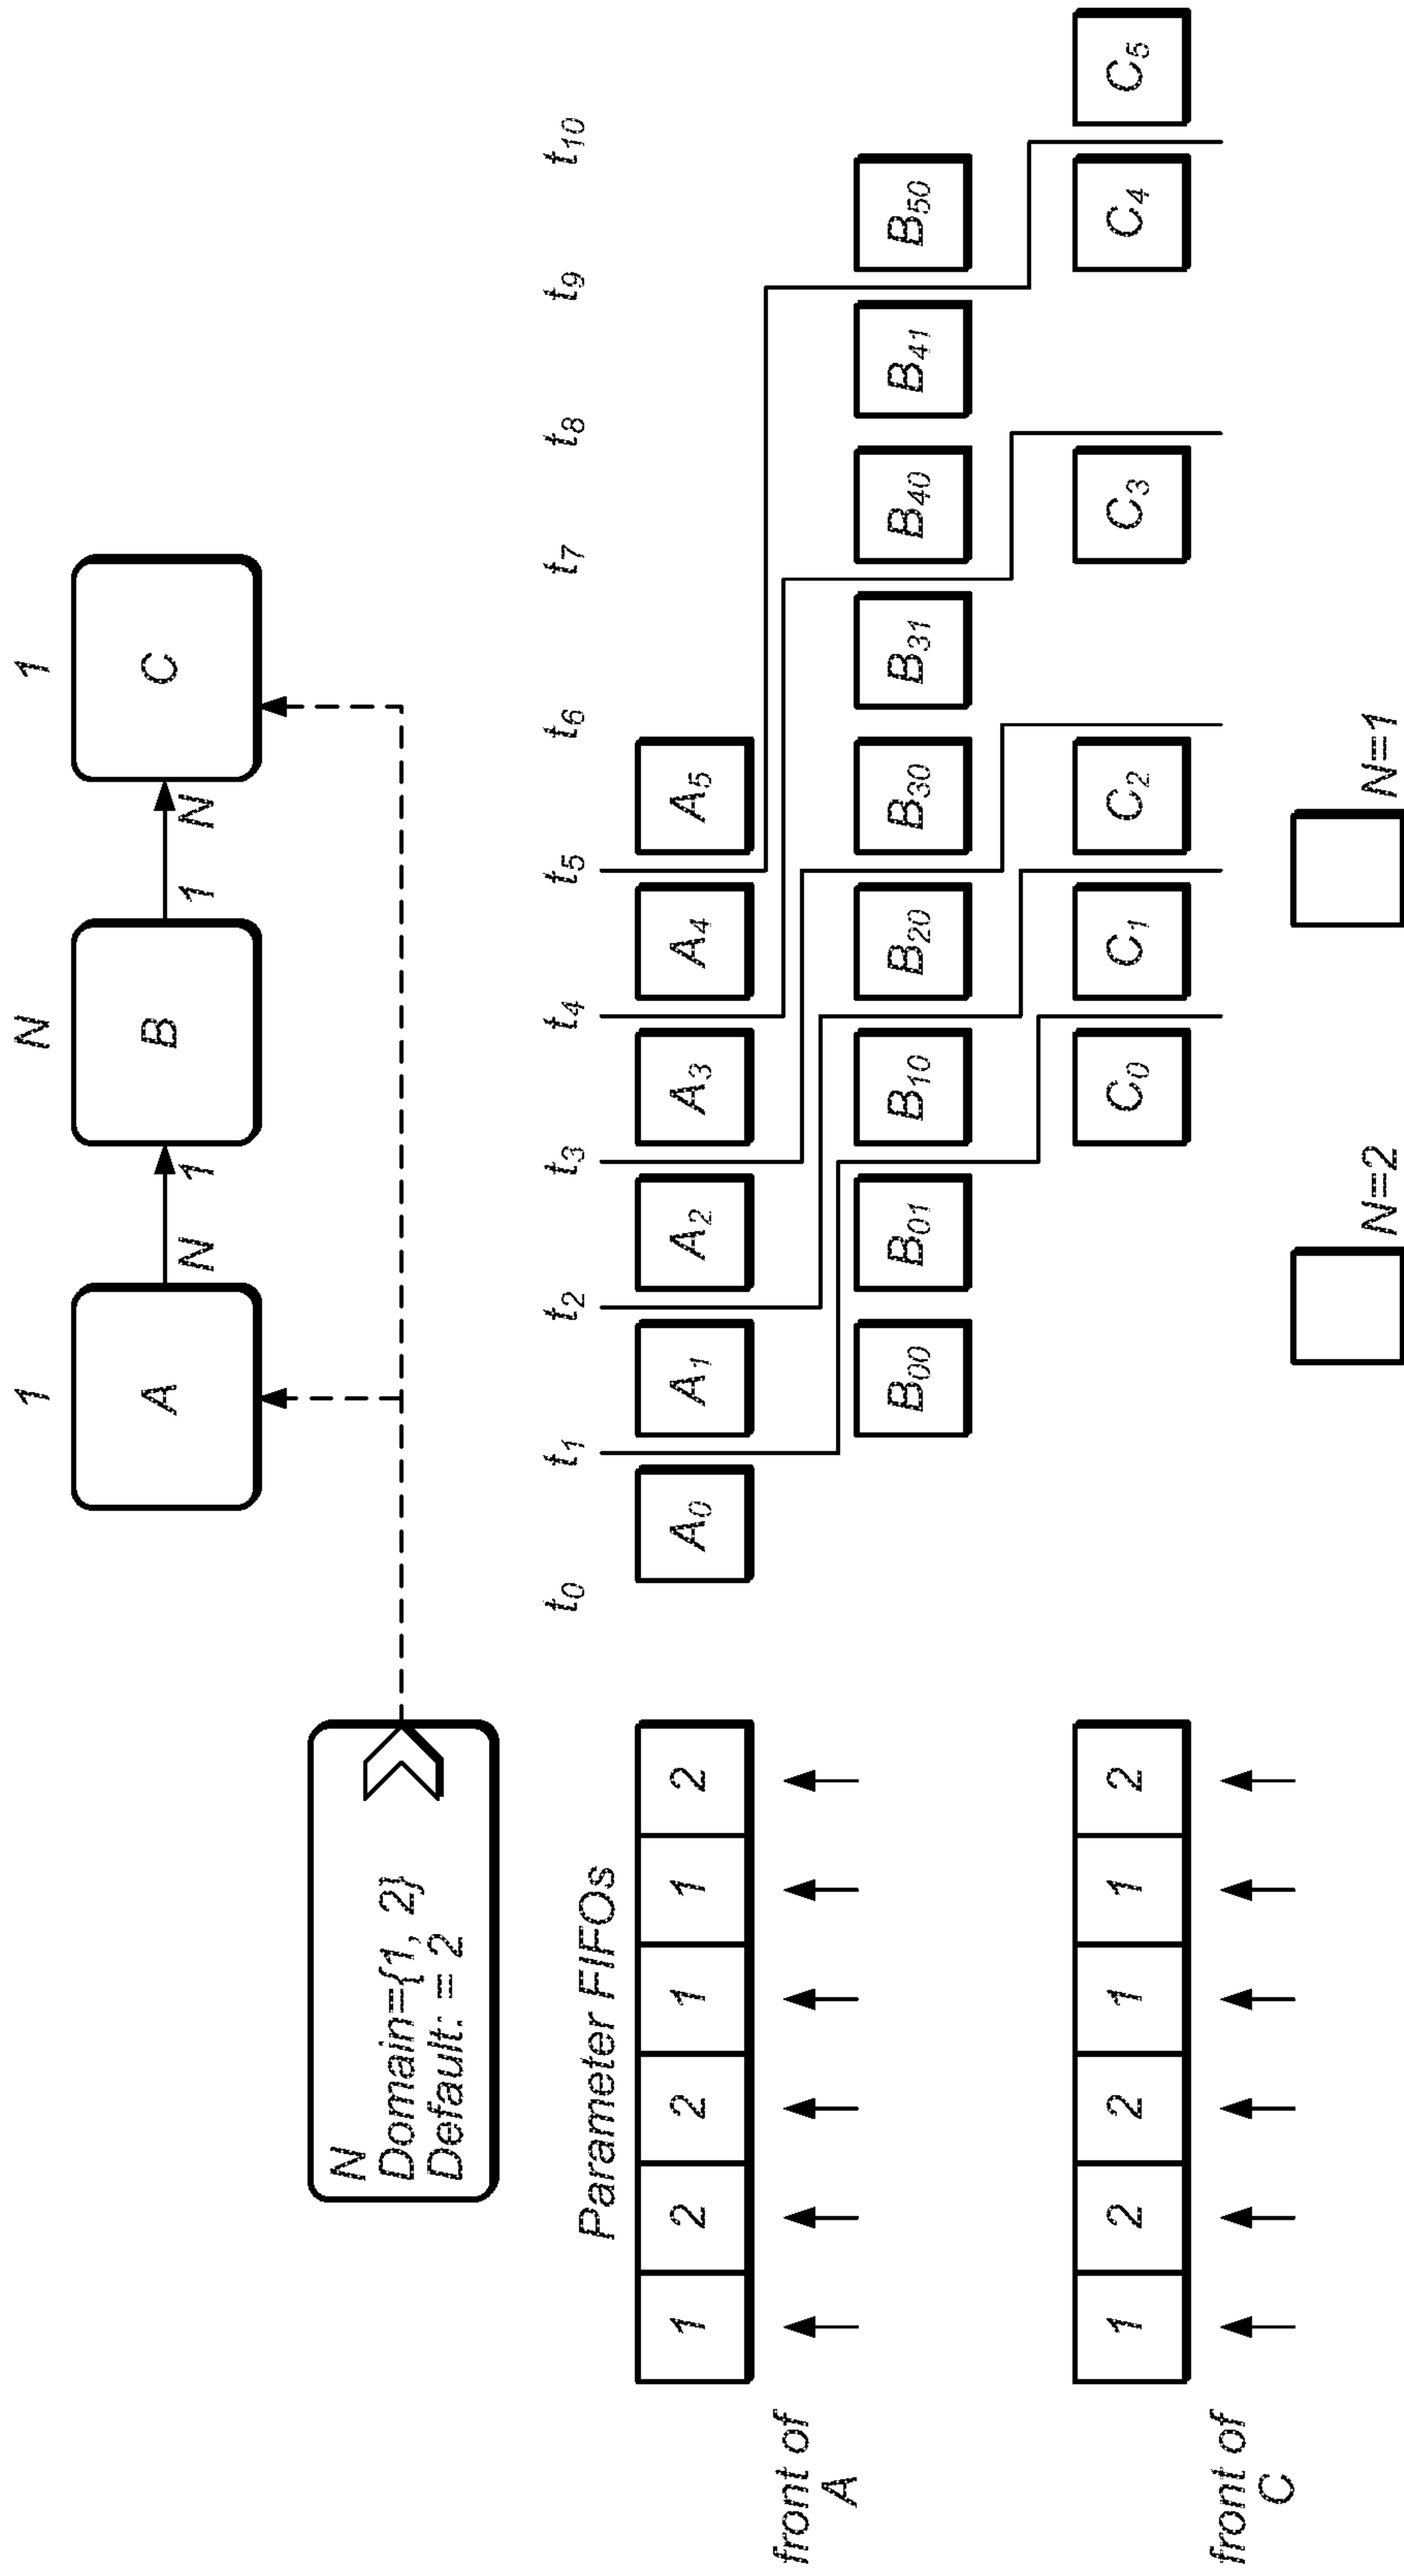 1
N
1
A
N
1
B
1
N
C
N
Domain={1, 2}
Default: = 2
Parameter FIFOs
t0
t1
t2
t3
t4
t5
t6
t7
t8
t9
t10
1
2
2
1
1
2
A0
A1
A2
A3
A4
A5
front of
A
B00
B01
B10
B20
B30
B31
B40
B41
B50
1
2
2
1
1
2
C0
C1
C2
C3
C4
C5
front of
C
N=2
N=1